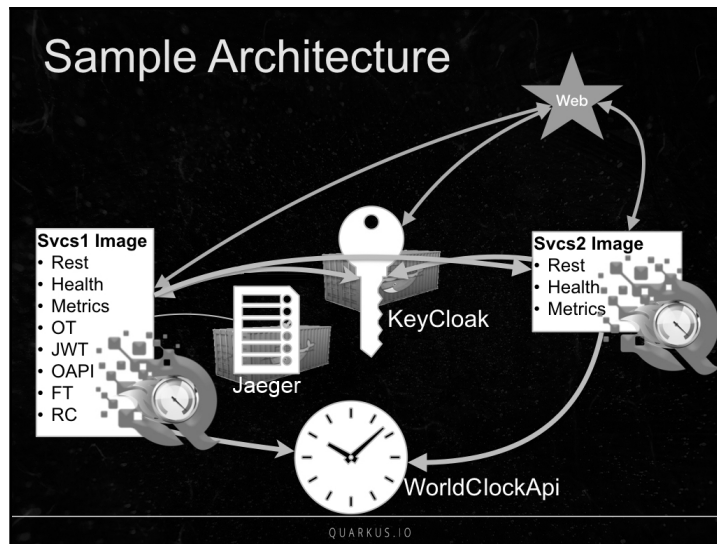 Sample Architecture
Web
Svcs1 Image
• Rest
• Health
• Metrics
• OT
• JWT
• OAPI
• FT
• RC
Svcs2 Image
• Rest
• Health
• Metrics
KeyCloak
Jaeger
WorldClockApi
QUARKUS.IO